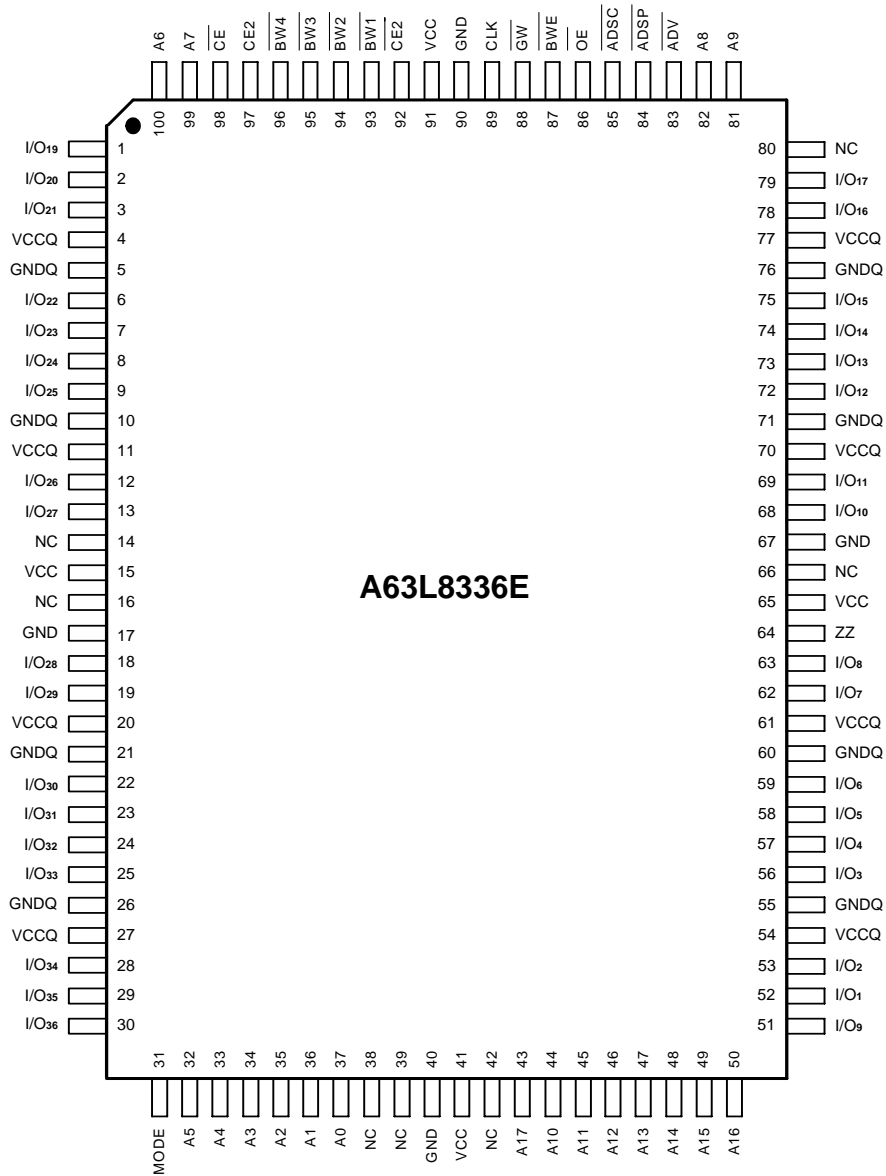 A6 A7 CE CE2 BW4 BW3 BW2 BW1 CE2 VCC GND CLK GW BWE OE ADSC ADSP ADV A8 A9
100 99 98 97 96 95 94 93 92 91 90 89 88 87 86 85 84 83 82 81
I/O19 1 80 NC
I/O20 2 79 I/O17
I/O21 3 78 I/O16
VCCQ 4 77 VCCQ
GNDQ 5 76 GNDQ
I/O22 6 75 I/O15
I/O23 7 74 I/O14
I/O24 8 73 I/O13
I/O25 9 72 I/O12
GNDQ 10 71 GNDQ
VCCQ 11 70 VCCQ
I/O26 12 69 I/O11
I/O27 13 68 I/O10
NC 14 67 GND
VCC 15 66 NC
A63L8336E
NC 16 65 VCC
GND 17 64 ZZ
I/O28 18 63 I/O8
I/O29 19 62 I/O7
VCCQ 20 61 VCCQ
GNDQ 21 60 GNDQ
I/O30 22 59 I/O6
I/O31 23 58 I/O5
I/O32 24 57 I/O4
I/O33 25 56 I/O3
GNDQ 26 55 GNDQ
VCCQ 27 54 VCCQ
I/O34 28 53 I/O2
I/O35 29 52 I/O1
I/O36 30 51 I/O9
31 32 33 34 35 36 37 38 39 40 41 42 43 44 45 46 47 48 49 50
MODE A5 A4 A3 A2 A1 A0 NC NC GND VCC NC A17 A10 A11 A12 A13 A14 A15 A16